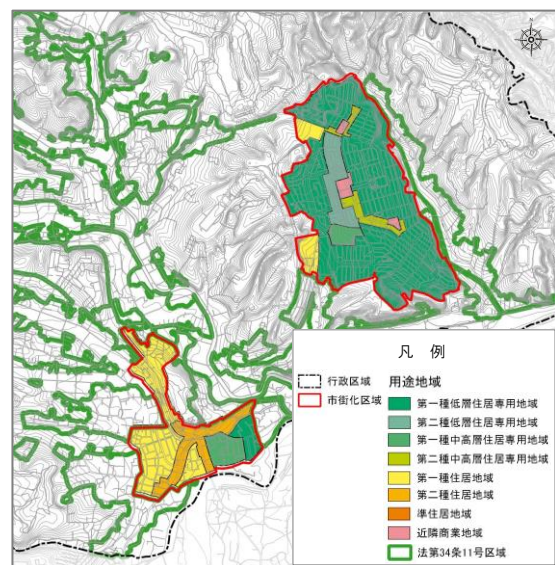 N
凡 例
行政区域
市街化区域
用途地域
第一種低層住居専用地域
第二種低層住居専用地域
第一種中高層住居専用地域
第二種中高層住居専用地域
第一種住居地域
第二種住居地域
準住居地域
近隣商業地域
法第34条11号区域